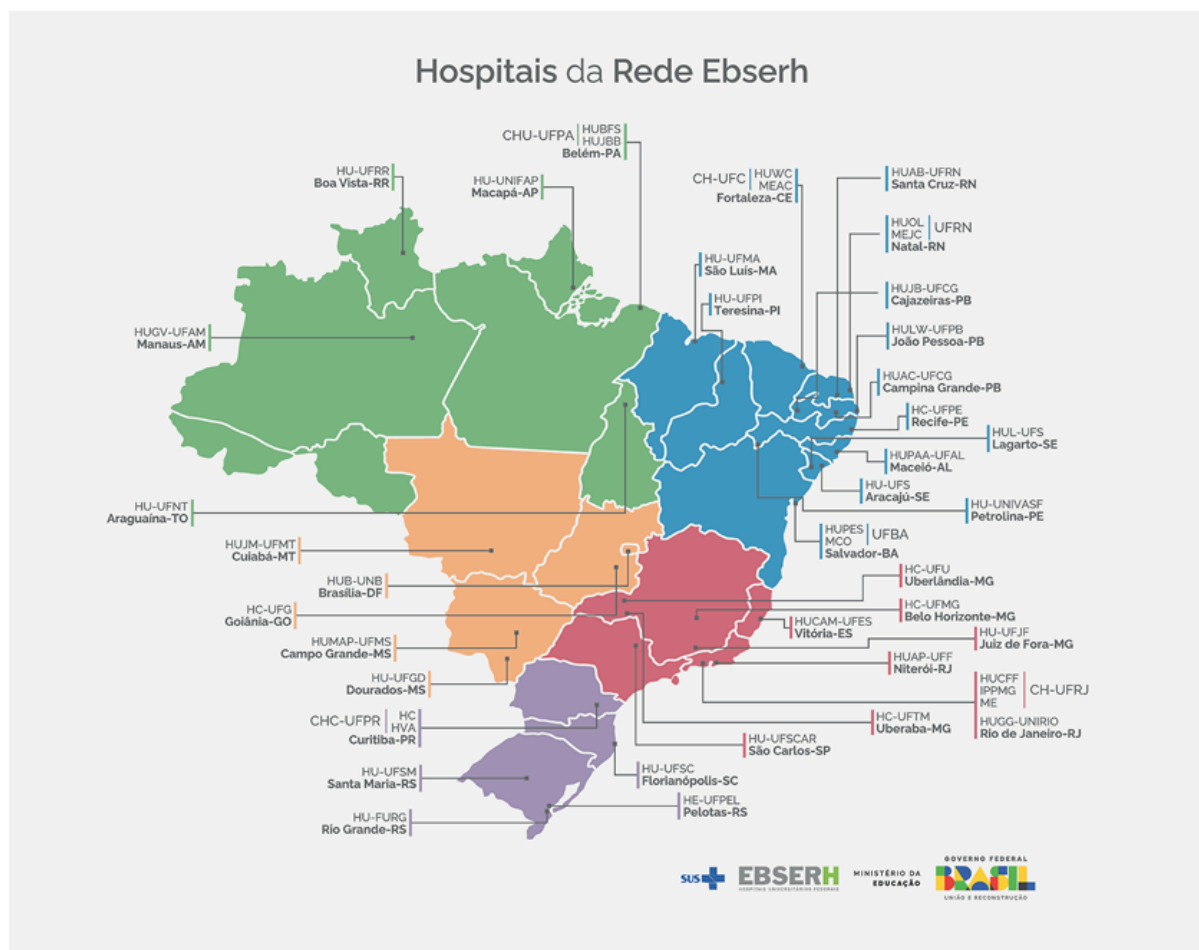 Hospitais da Rede Ebserh
CHU-UFPA
HUBFS
HUJBB
Belém-PA
HU-UFRR
Boa Vista-RR
HU-UNIFAP
Macapá-AP
CH-UFC
HUWC
MEAC
Fortaleza-CE
HUAB-UFRN
Santa Cruz-RN
HUOL
MEJC
UFRN
Natal-RN
HU-UFMA
São Luís-MA
HU-UFPI
Teresina-PI
HUJB-UFCG
Cajazeiras-PB
HUGV-UFAM
Manaus-AM
HULW-UFPB
João Pessoa-PB
HUAC-UFCG
Campina Grande-PB
HC-UFPE
Recife-PE
HUL-UFS
Lagarto-SE
HUPAA-UFAL
Maceió-AL
HU-UFS
Aracajú-SE
HU-UNIVASF
Petrolina-PE
HU-UFNT
Araguaína-TO
HUPES
MCO
UFBA
Salvador-BA
HUJM-UFMT
Cuiabá-MT
HUB-UNB
Brasília-DF
HC-UFU
Uberlândia-MG
HC-UFG
Goiânia-GO
HC-UFMG
Belo Horizonte-MG
HUCAM-UFES
Vitória-ES
HU-UFJF
Juiz de Fora-MG
HUMAP-UFMS
Campo Grande-MS
HUAP-UFF
Niterói-RJ
HU-UFGD
Dourados-MS
HUCFF
IPPMG
ME
CH-UFRJ
HUGG-UNIRIO
Rio de Janeiro-RJ
CHC-UFPR
HC
HVA
Curitiba-PR
HC-UFTM
Uberaba-MG
HU-UFSCAR
São Carlos-SP
HU-UFSM
Santa Maria-RS
HU-UFSC
Florianópolis-SC
HE-UFPEL
Pelotas-RS
HU-FURG
Rio Grande-RS
SUS
EBSERH
HOSPITAIS UNIVERSITÁRIOS FEDERAIS
MINISTÉRIO DA
EDUCAÇÃO
GOVERNO FEDERAL
BRASIL
UNIÃO E RECONSTRUÇÃO